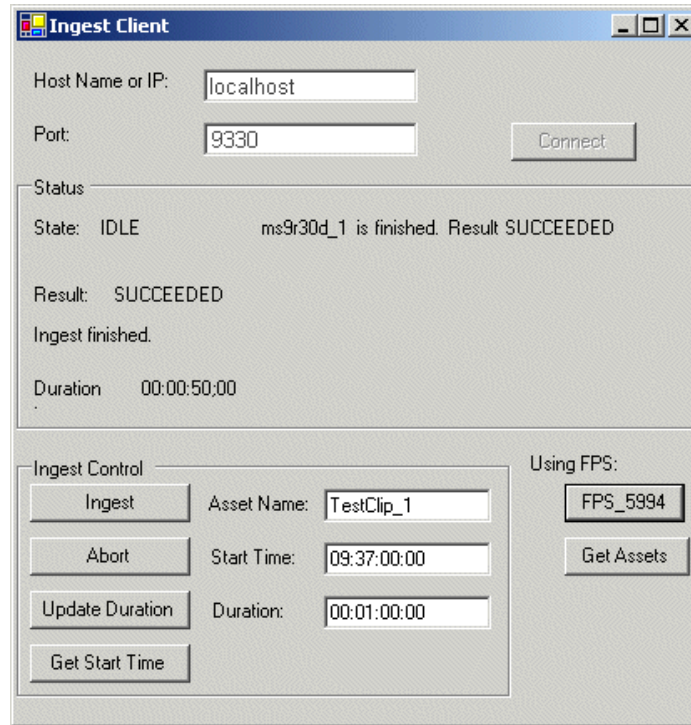 Ingest Client
Host Name or IP: localhost
Port: 9330 Connect
Status
State: IDLE ms9r30d_1 is finished. Result SUCCEEDED
Result: SUCCEEDED
Ingest finished.
Duration 00:00:50;00
Ingest Control Using FPS:
Ingest Asset Name: TestClip_1 FPS_5994
Abort Start Time: 09:37:00:00 Get Assets
Update Duration Duration: 00:01:00:00
Get Start Time